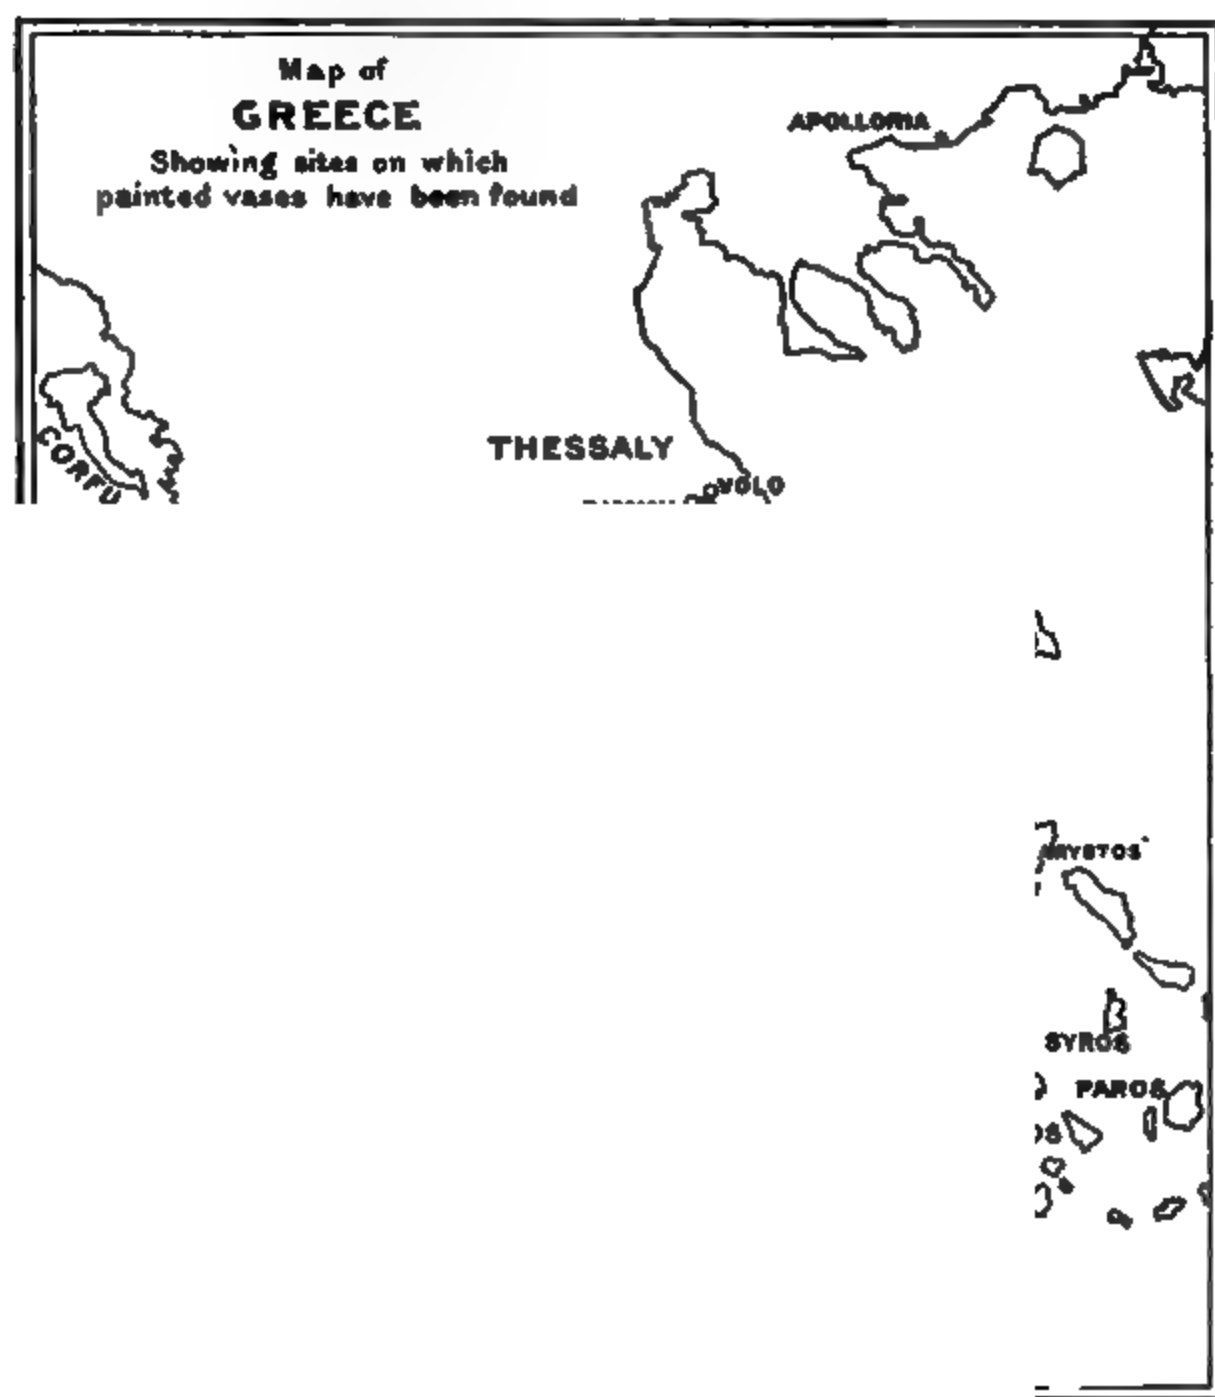 Map of
GREECE
Showing sites on which
painted vases have been found
APOLLONIA
THESSALY
CORFU
VOLO
SYROS
PAROS